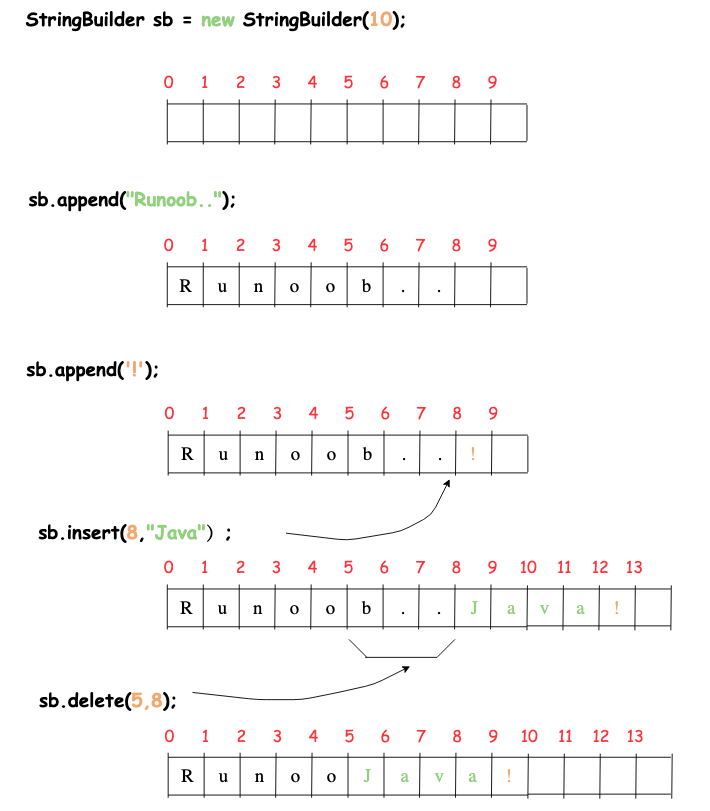 StringBuilder sb = new StringBuilder(10);
0 1 2 3 4 5 6 7 8 9
sb.append("Runoob..");
0 1 2 3 4 5 6 7 8 9
R u n o o b . .
sb.append('!');
0 1 2 3 4 5 6 7 8 9
R u n o o b . . !
sb.insert(8,"Java") ;
0 1 2 3 4 5 6 7 8 9 10 11 12 13
R u n o o b . . J a v a !
sb.delete(5,8);
0 1 2 3 4 5 6 7 8 9 10 11 12 13
R u n o o J a v a !